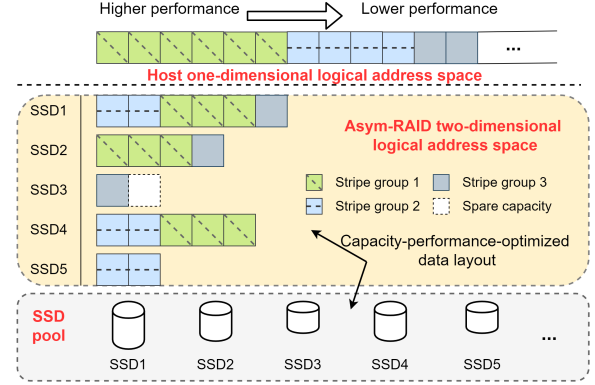 Higher performance
Lower performance
...
Host one-dimensional logical address space
SSD1
Asym-RAID two-dimensional
logical address space
SSD2
SSD3
Stripe group 1
Stripe group 3
Stripe group 2
Spare capacity
SSD4
Capacity-performance-optimized
data layout
SSD5
SSD
pool
...
SSD1
SSD2
SSD3
SSD4
SSD5